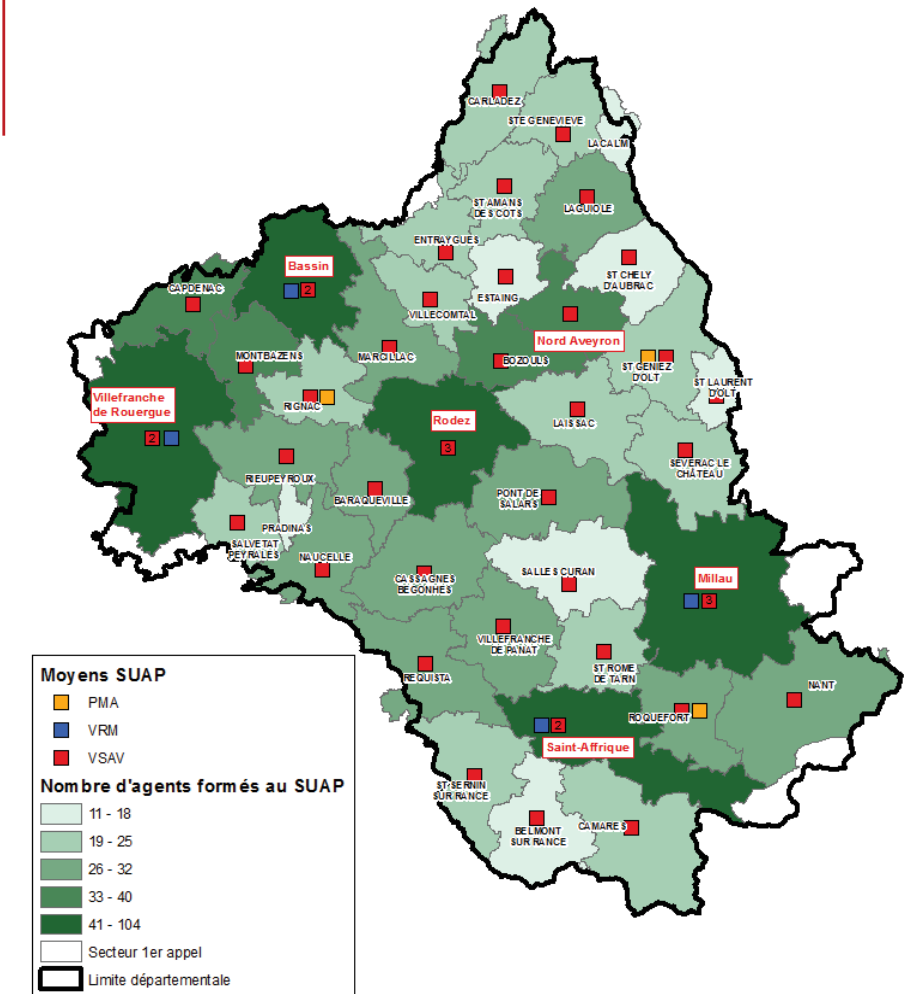 CARLADEZ
STE GENEVIEVE
LACALM
ST AMANS
DES COTS
LAGUIOLE
ENTRAYGUES
Bassin
2
ST CHELY
D'AUBRAC
ESTAING
CAPDENAC
VILLECOMTAL
Nord Aveyron
MONTBAZENS
MARCILLAC
BOZOULS
ST GENIEZ
D'OLT
ST LAURENT
D'OLT
Villefranche
de Rouergue
2
RIGNAC
Rodez
3
LAISSAC
SEVERAC LE
CHÂTEAU
RIEUPEYROUX
BARAQUEVILLE
PONT DE
SALARS
PRADINAS
SALVETAT
PEYRALES
NAUCELLE
CASSAGNES
BEGONHES
SALLES CURAN
Millau
3
VILLEFRANCHE
DE PANAT
ST ROME
DE TARN
REQUISTA
NANT
ROQUEFORT
2
Saint-Affrique
ST SERNIN
SUR RANCE
BELMONT
SUR RANCE
CAMARES
Moyens SUAP
PMA
VRM
VSAV
Nombre d'agents formés au SUAP
11 - 18
19 - 25
26 - 32
33 - 40
41 - 104
Secteur 1er appel
Limite départementale